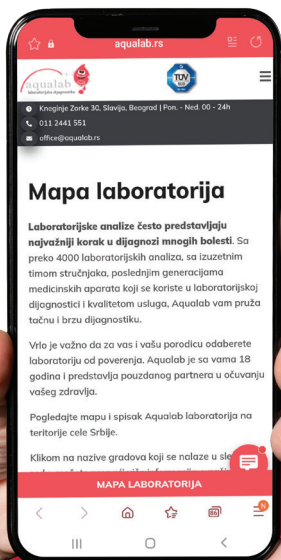 aqualab.rs
aqualab
laboratorijska dijagnostika
TÜV
Knoginje Zorke 30, Slavija, Beograd | Pon. - Ned. 00 - 24h
011 2441 551
office@aqualab.rs
Mapa laboratorija
Laboratorijske analize često predstavljaju
najvažniji korak u dijagnozi mnogih bolesti. Sa
preko 4000 laboratorijskih analiza, sa izuzetnim
timom stručnjaka, poslednjim generacijama
medicinskih aparata koji se koriste u laboratorijskoj
dijagnostici i kvalitetom usluga, Aqualab vam pruža
tačnu i brzu dijagnostiku.
Vrlo je važno da za vas i vašu porodicu odaberete
laboratoriju od poverenja. Aqualab je sa vama 18
godina i predstavlja pouzdanog partnera u očuvanju
vašeg zdravlja.
Pogledajte mapu i spisak Aqualab laboratorija na
teritorije cele Srbije.
Klikom na nazive gradova koji se nalaze u
MAPA LABORATORIJA
86
N